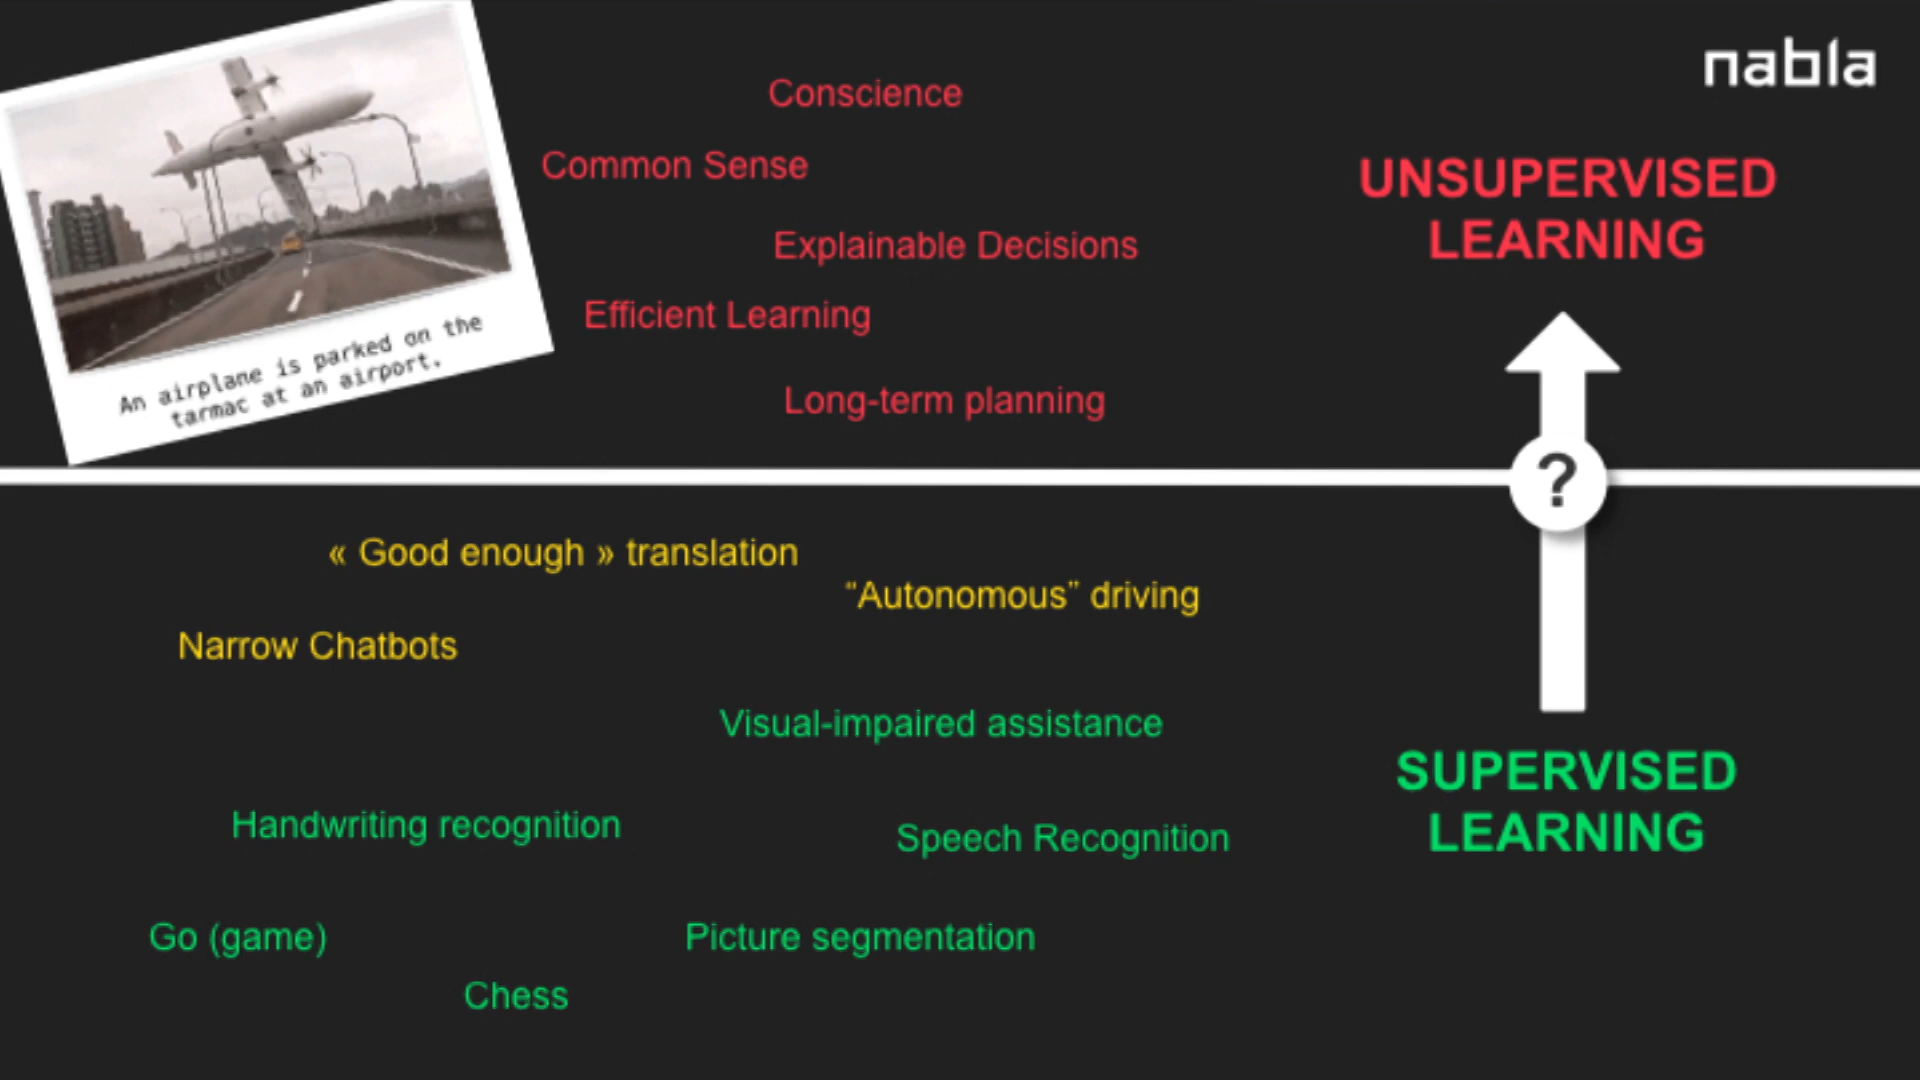 nabla
Conscience
Common Sense
UNSUPERVISED
LEARNING
Explainable Decisions
Efficient Learning
An airplane is parked on the
tarmac at an airport.
Long-term planning
?
« Good enough » translation
“Autonomous” driving
Narrow Chatbots
Visual-impaired assistance
SUPERVISED
LEARNING
Handwriting recognition
Speech Recognition
Go (game)
Picture segmentation
Chess